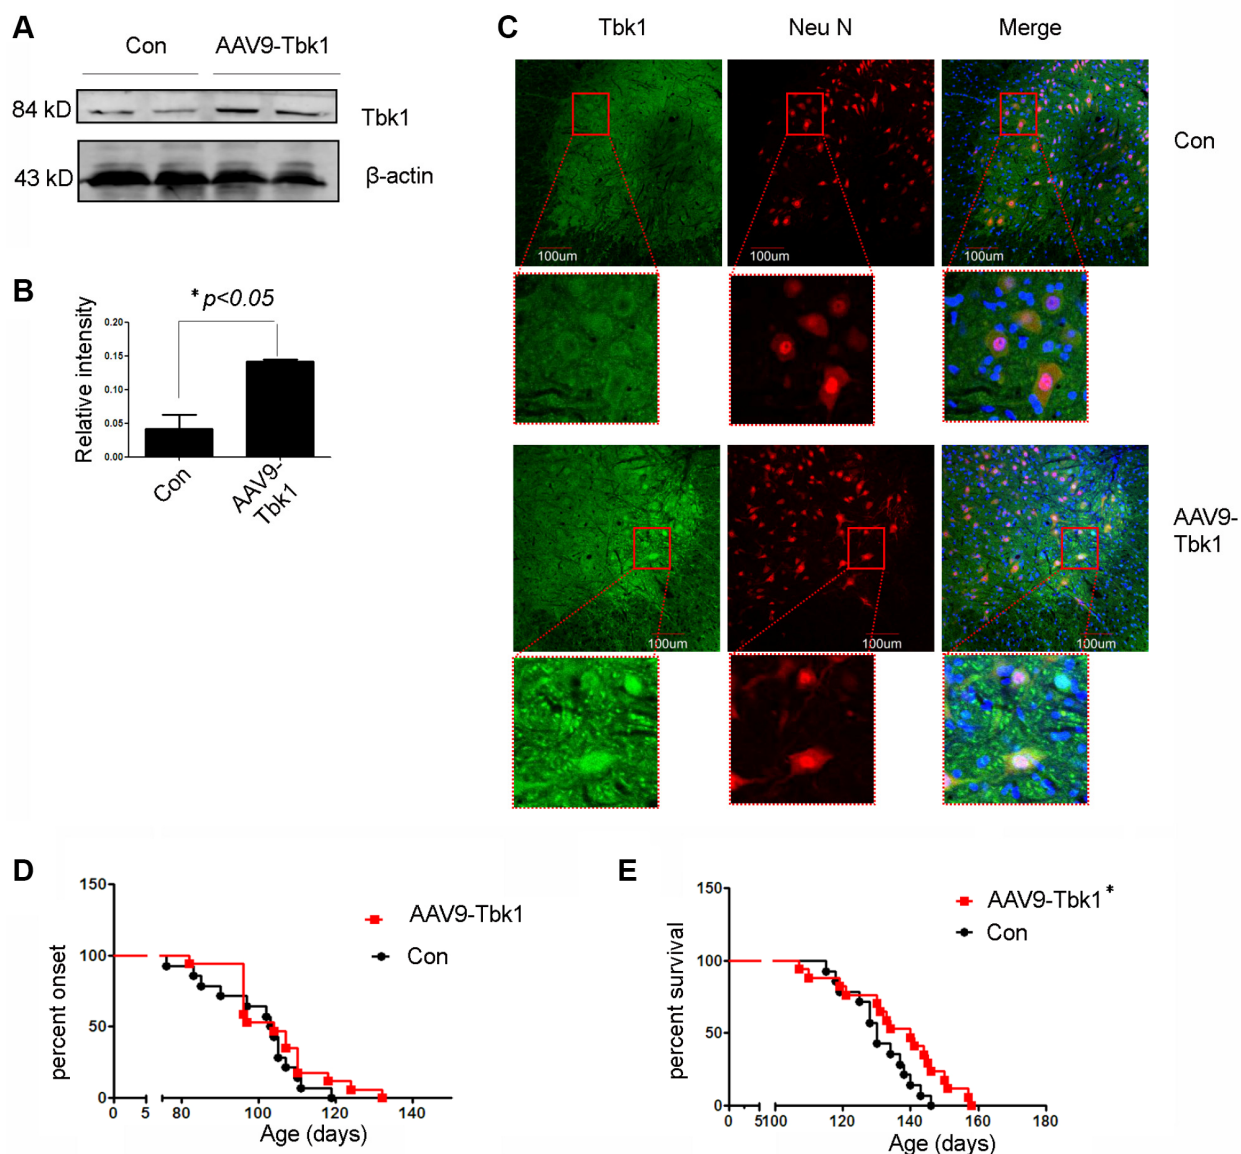 A
Con
AAV9-Tbk1
84 kD
Tbk1
43 kD
β-actin
B
* p<0.05
Relative intensity
0.20
0.15
0.10
0.05
0.00
Con
AAV9-
Tbk1
C
Tbk1
Neu N
Merge
Con
100um
100um
100um
AAV9-
Tbk1
100um
100um
100um
D
percent onset
150
100
50
0
0 5 80 100 120 140
Age (days)
AAV9-Tbk1
Con
E
percent survival
150
100
50
0
0 5100 120 140 160 180
Age (days)
AAV9-Tbk1*
Con